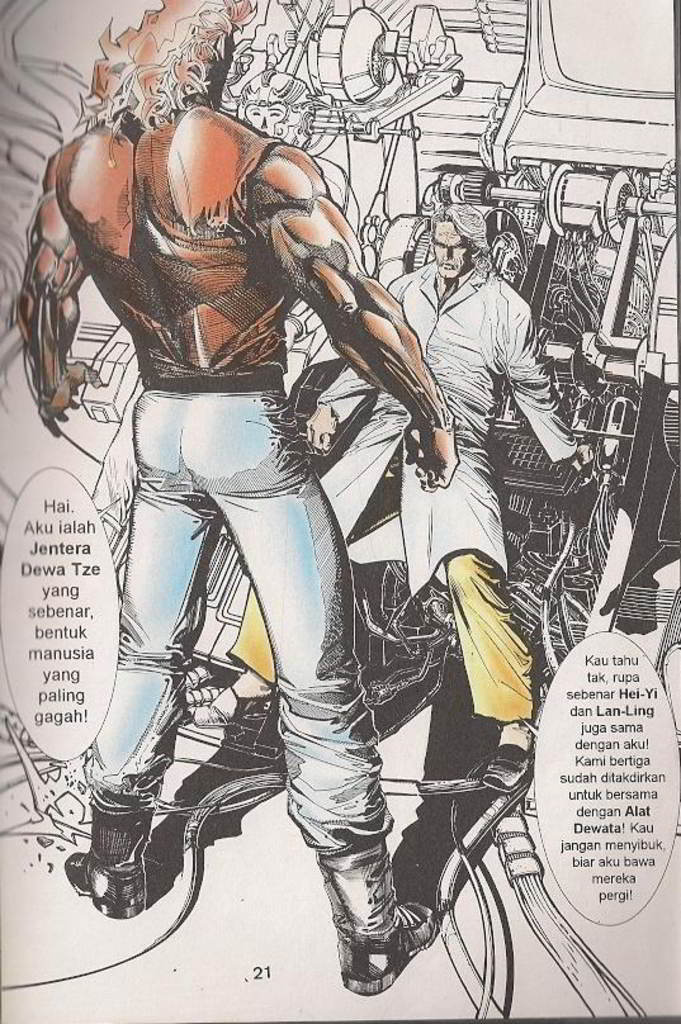 Hai.
Aku ialah
Jentera
Dewa Tze
yang
sebenar,
bentuk
manusia
yang
paling
gagah!
Kau tahu
tak, rupa
sebenar Hei-Yi
dan Lan-Ling
juga sama
dengan aku!
Kami bertiga
sudah ditakdirkan
untuk bersama
dengan Alat
Dewata! Kau
jangan menyibuk,
biar aku bawa
mereka
pergi!
21